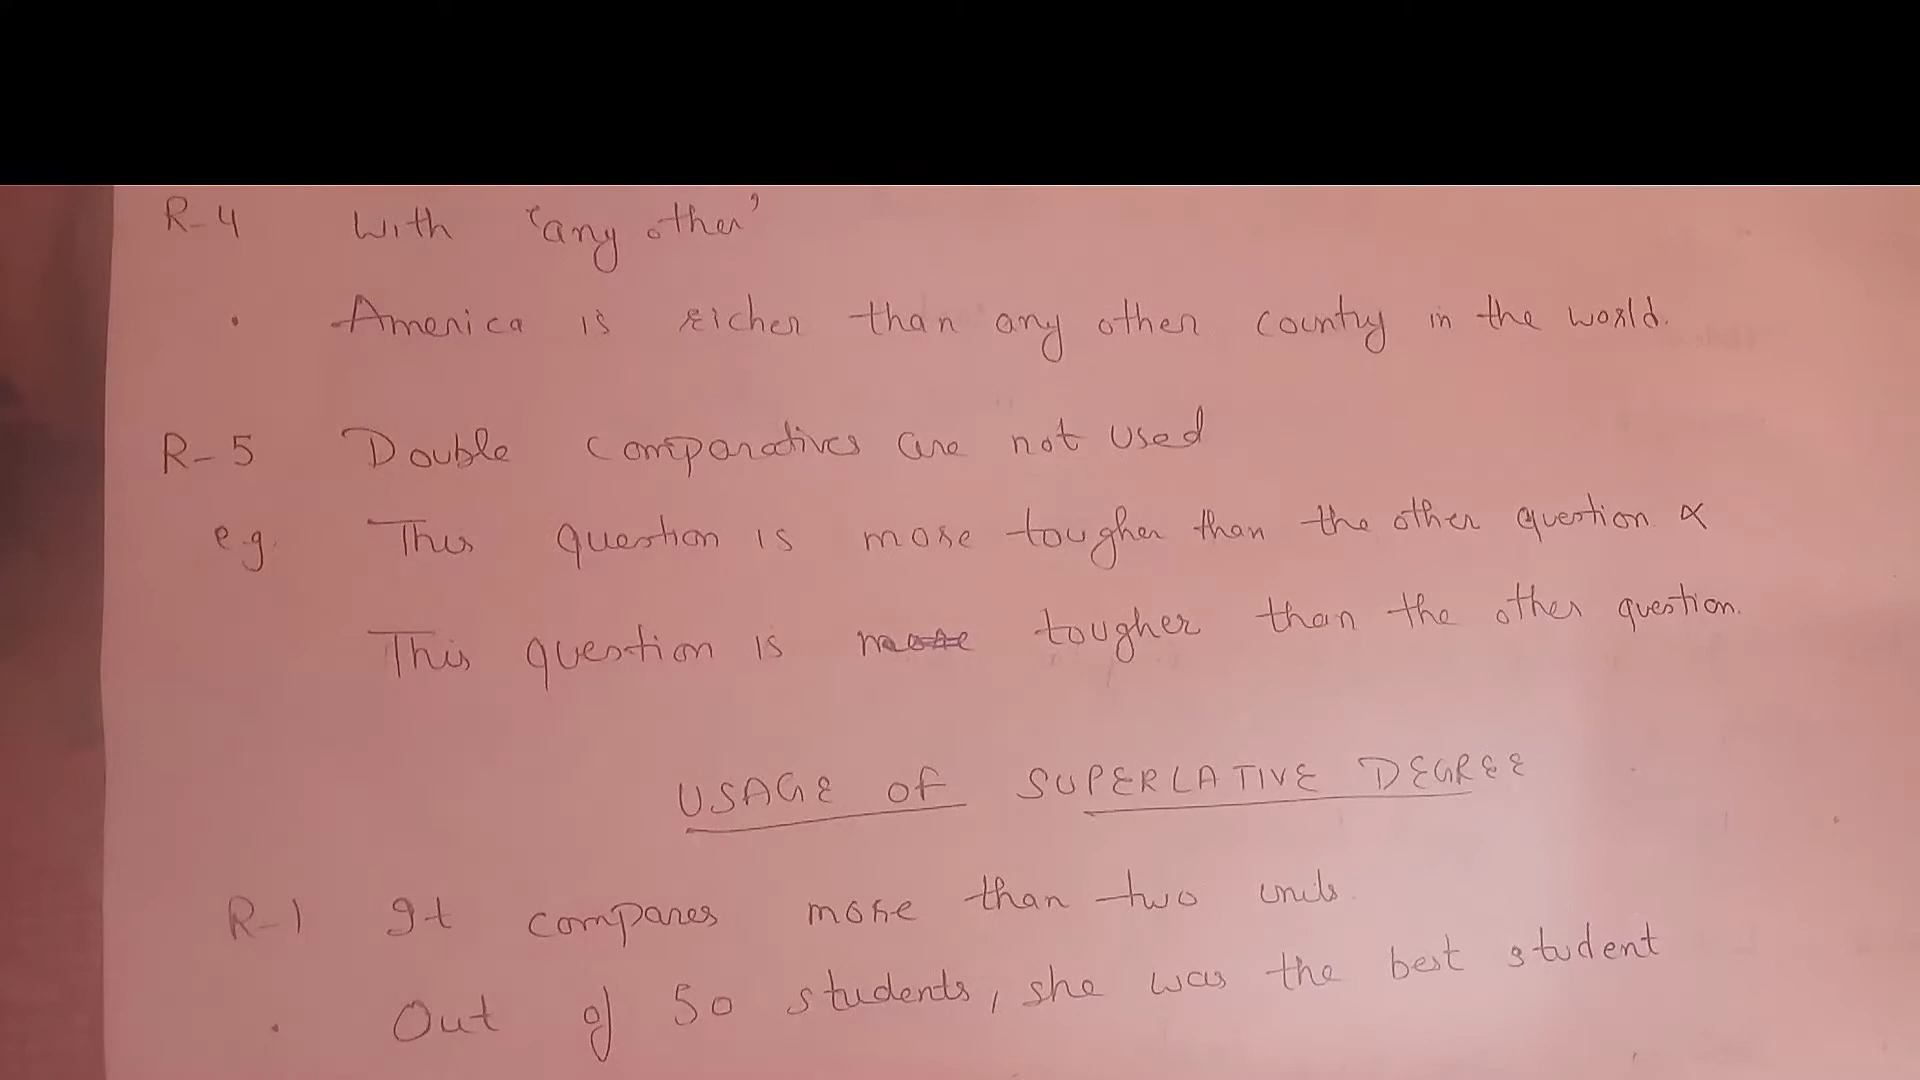 R-4 With 'any other'
. America is richer than any other country in the world.
R-5 Double comparatives are not used
e.g. This question is more tougher than the other question ×
This question is more tougher than the other question.
USAGE OF SUPERLATIVE DEGREE
R-1 It compares more than two units.
. Out of 50 students, she was the best student